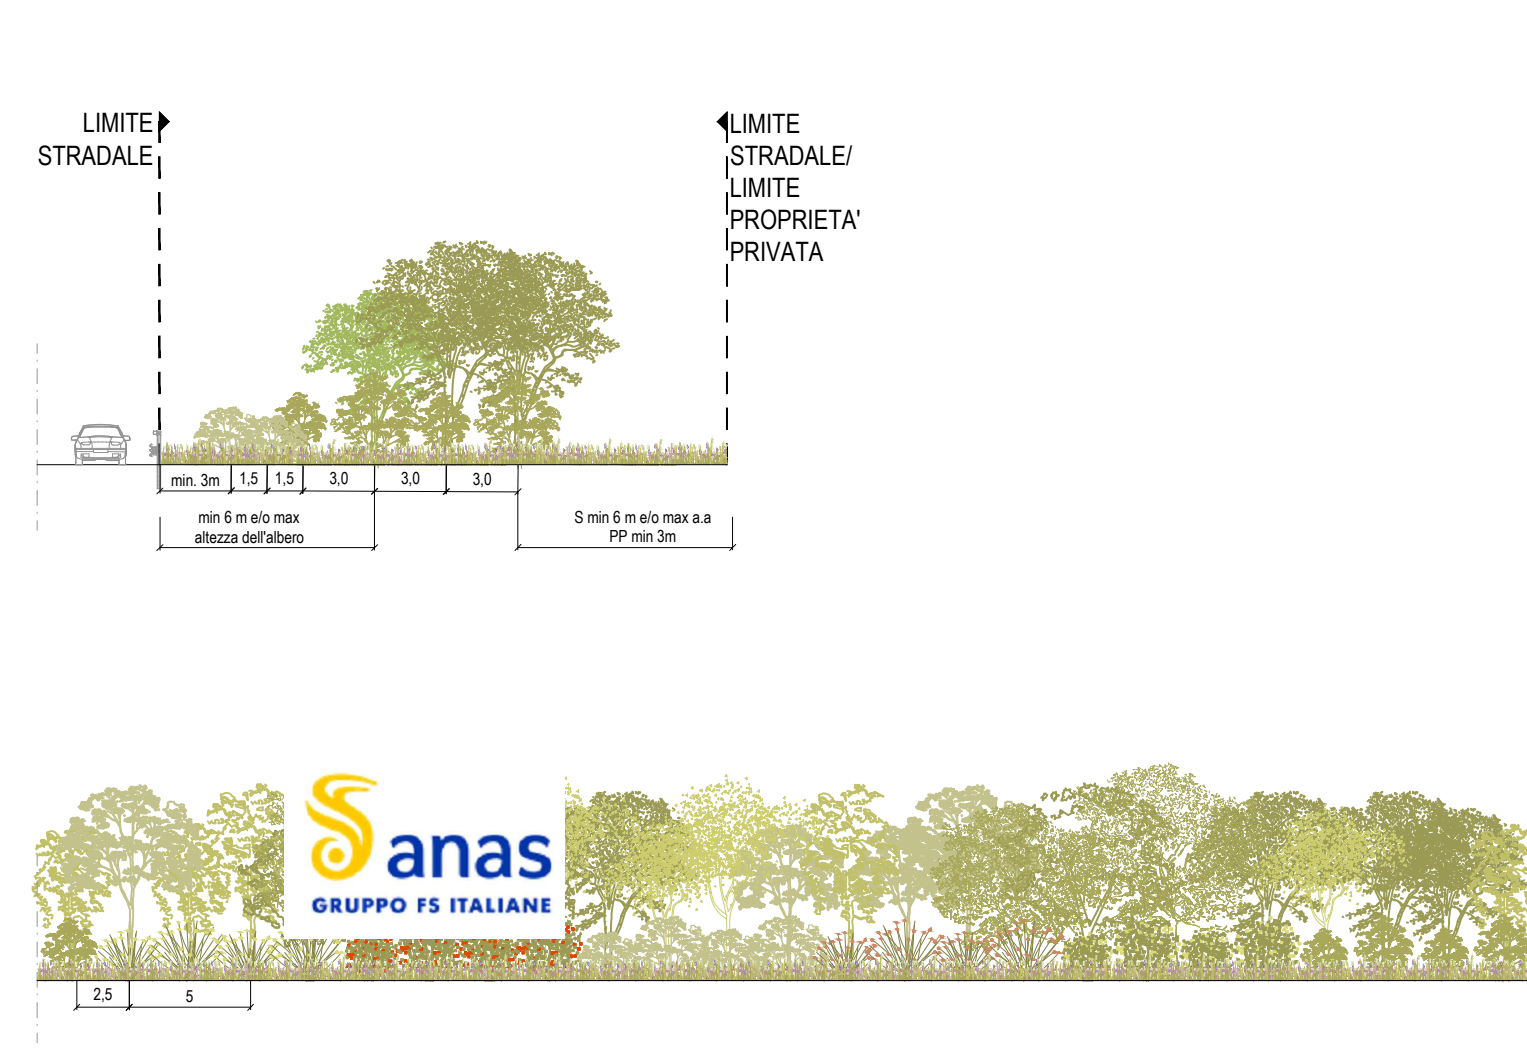 LIMITE
STRADALE
LIMITE
STRADALE/
LIMITE
PROPRIETA'
PRIVATA
min. 3m
1,5
1,5
3,0
3,0
3,0
min 6 m e/o max
altezza dell'albero
S min 6 m e/o max a.a
PP min 3m
anas
GRUPPO FS ITALIANE
2,5
5